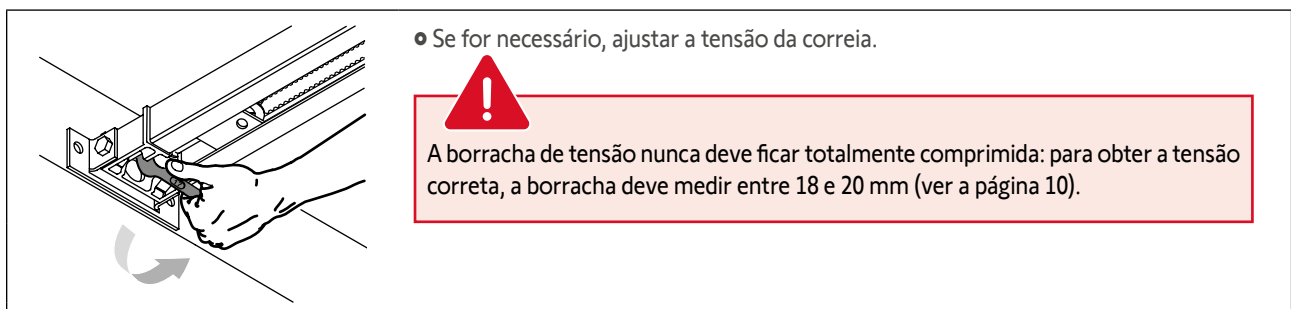 Se for necessário, ajustar a tensão da correia.
A borracha de tensão nunca deve ficar totalmente comprimida: para obter a tensão
correta, a borracha deve medir entre 18 e 20 mm (ver a página 10).